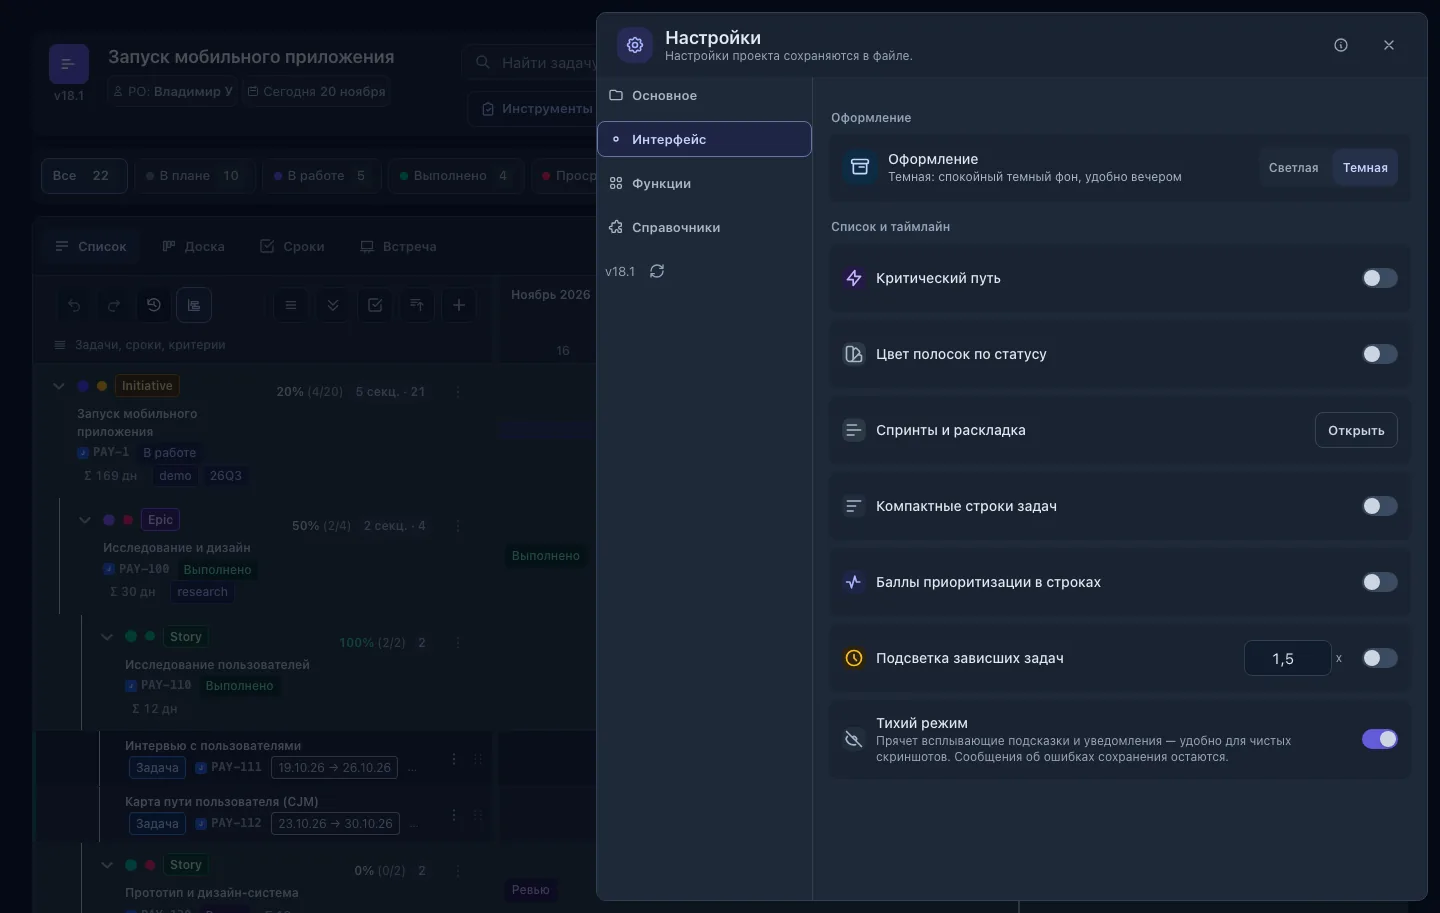 Запуск мобильного приложения
v18.1
PO: Владимир У
Сегодня 20 ноября
Найти задачу
Инструменты
Все 22
В плане 10
В работе 5
Выполнено 4
Список
Доска
Сроки
Встреча
Ноябрь 2026
16
Задачи, сроки, критерии
Initiative
20% (4/20) 5 секц. · 21
Запуск мобильного
приложения
PAY-1 В работе
Σ 169 дн demo 26Q3
Epic
50% (2/4) 2 секц. · 4
Исследование и дизайн
PAY-100 Выполнено
Σ 30 дн research
Выполнено
Story
100% (2/2) 2
Исследование пользователей
PAY-110 Выполнено
Σ 12 дн
Интервью с пользователями
Задача PAY-111 19.10.26 → 26.10.26 ...
Карта пути пользователя (CJM)
Задача PAY-112 23.10.26 → 30.10.26 ...
Story
0% (0/2) 2
Прототип и дизайн-система
Ревью
Настройки
Настройки проекта сохраняются в файле.
Основное
Интерфейс
Функции
Справочники
v18.1
Оформление
Оформление
Темная: спокойный темный фон, удобно вечером
Светлая
Темная
Список и таймлайн
Критический путь
Цвет полосок по статусу
Спринты и раскладка
Открыть
Компактные строки задач
Баллы приоритизации в строках
Подсветка зависших задач
1,5 x
Тихий режим
Прячет всплывающие подсказки и уведомления — удобно для чистых
скриншотов. Сообщения об ошибках сохранения остаются.